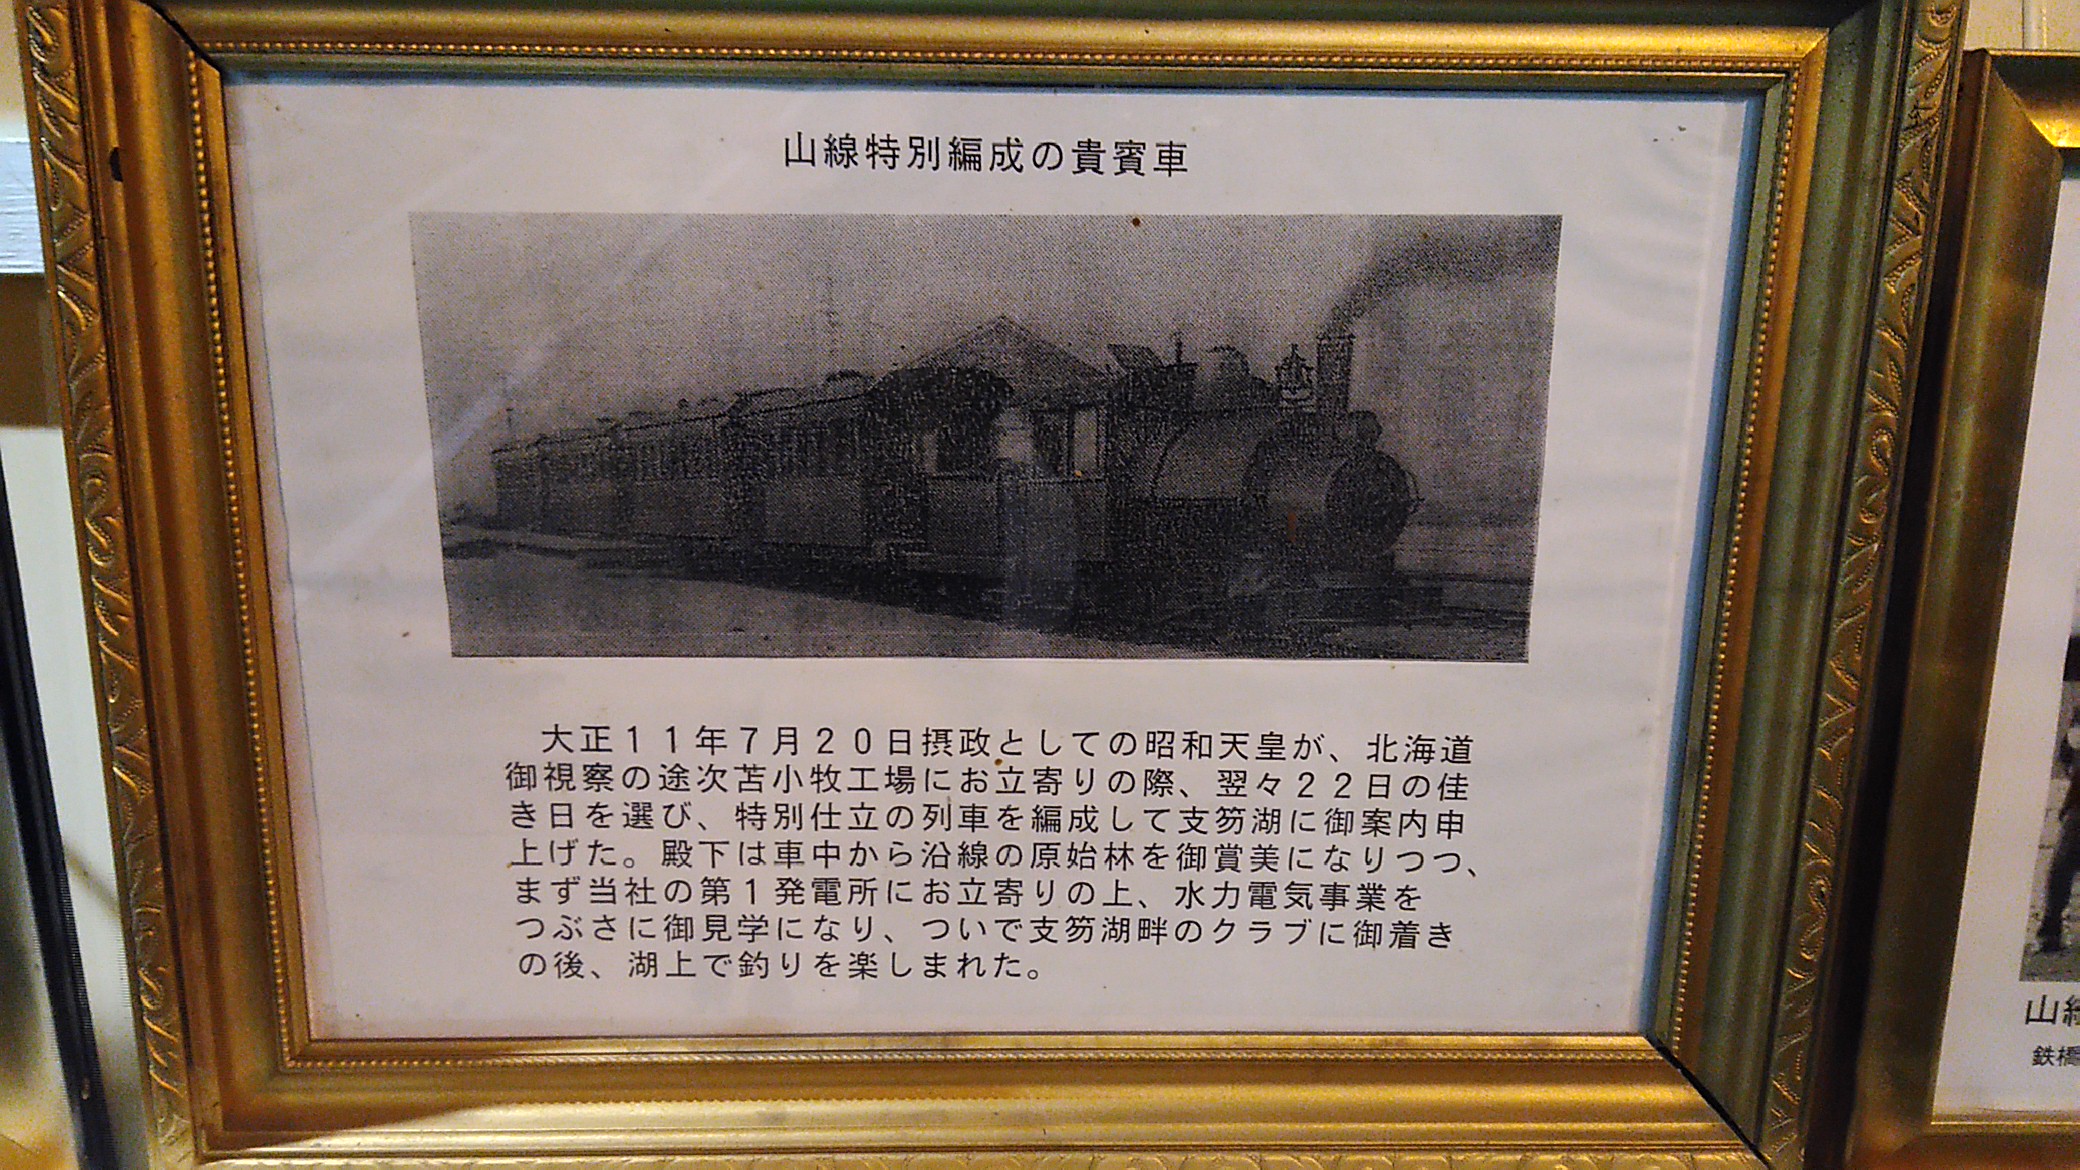 山線特別編成の貴賓車
大正11年7月20日摂政としての昭和天皇が、北海道
御視察の途次苫小牧工場にお立寄りの際、翌々22日の佳
き日を選び、特別仕立の列車を編成して支笏湖に御案内申
上げた。殿下は車中から沿線の原始林を御賞美になりつつ、
まず当社の第1発電所にお立寄りの上、水力電気事業を
つぶさに御見学になり、ついで支笏湖畔のクラブに御着き
の後、湖上で釣りを楽しまれた。
山線
鉄橋